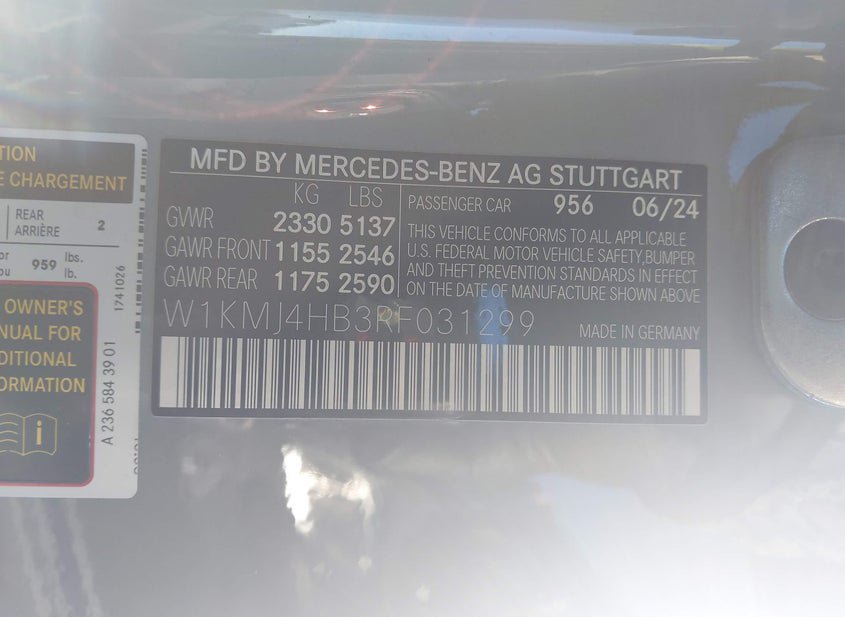 TION
E CHARGEMENT
REAR
ARRIÈRE
2
or
ou
959
lbs.
lb.
OWNER'S
NUAL FOR
DITIONAL
ORMATION
i
1741026
A 236 584 39 01
MFD BY MERCEDES-BENZ AG STUTTGART
KG LBS
GVWR 2330 5137
GAWR FRONT 1155 2546
GAWR REAR 1175 2590
PASSENGER CAR 956 06/24
THIS VEHICLE CONFORMS TO ALL APPLICABLE
U.S. FEDERAL MOTOR VEHICLE SAFETY,BUMPER
AND THEFT PREVENTION STANDARDS IN EFFECT
ON THE DATE OF MANUFACTURE SHOWN ABOVE
W1KMJ4HB3RF031299
MADE IN GERMANY